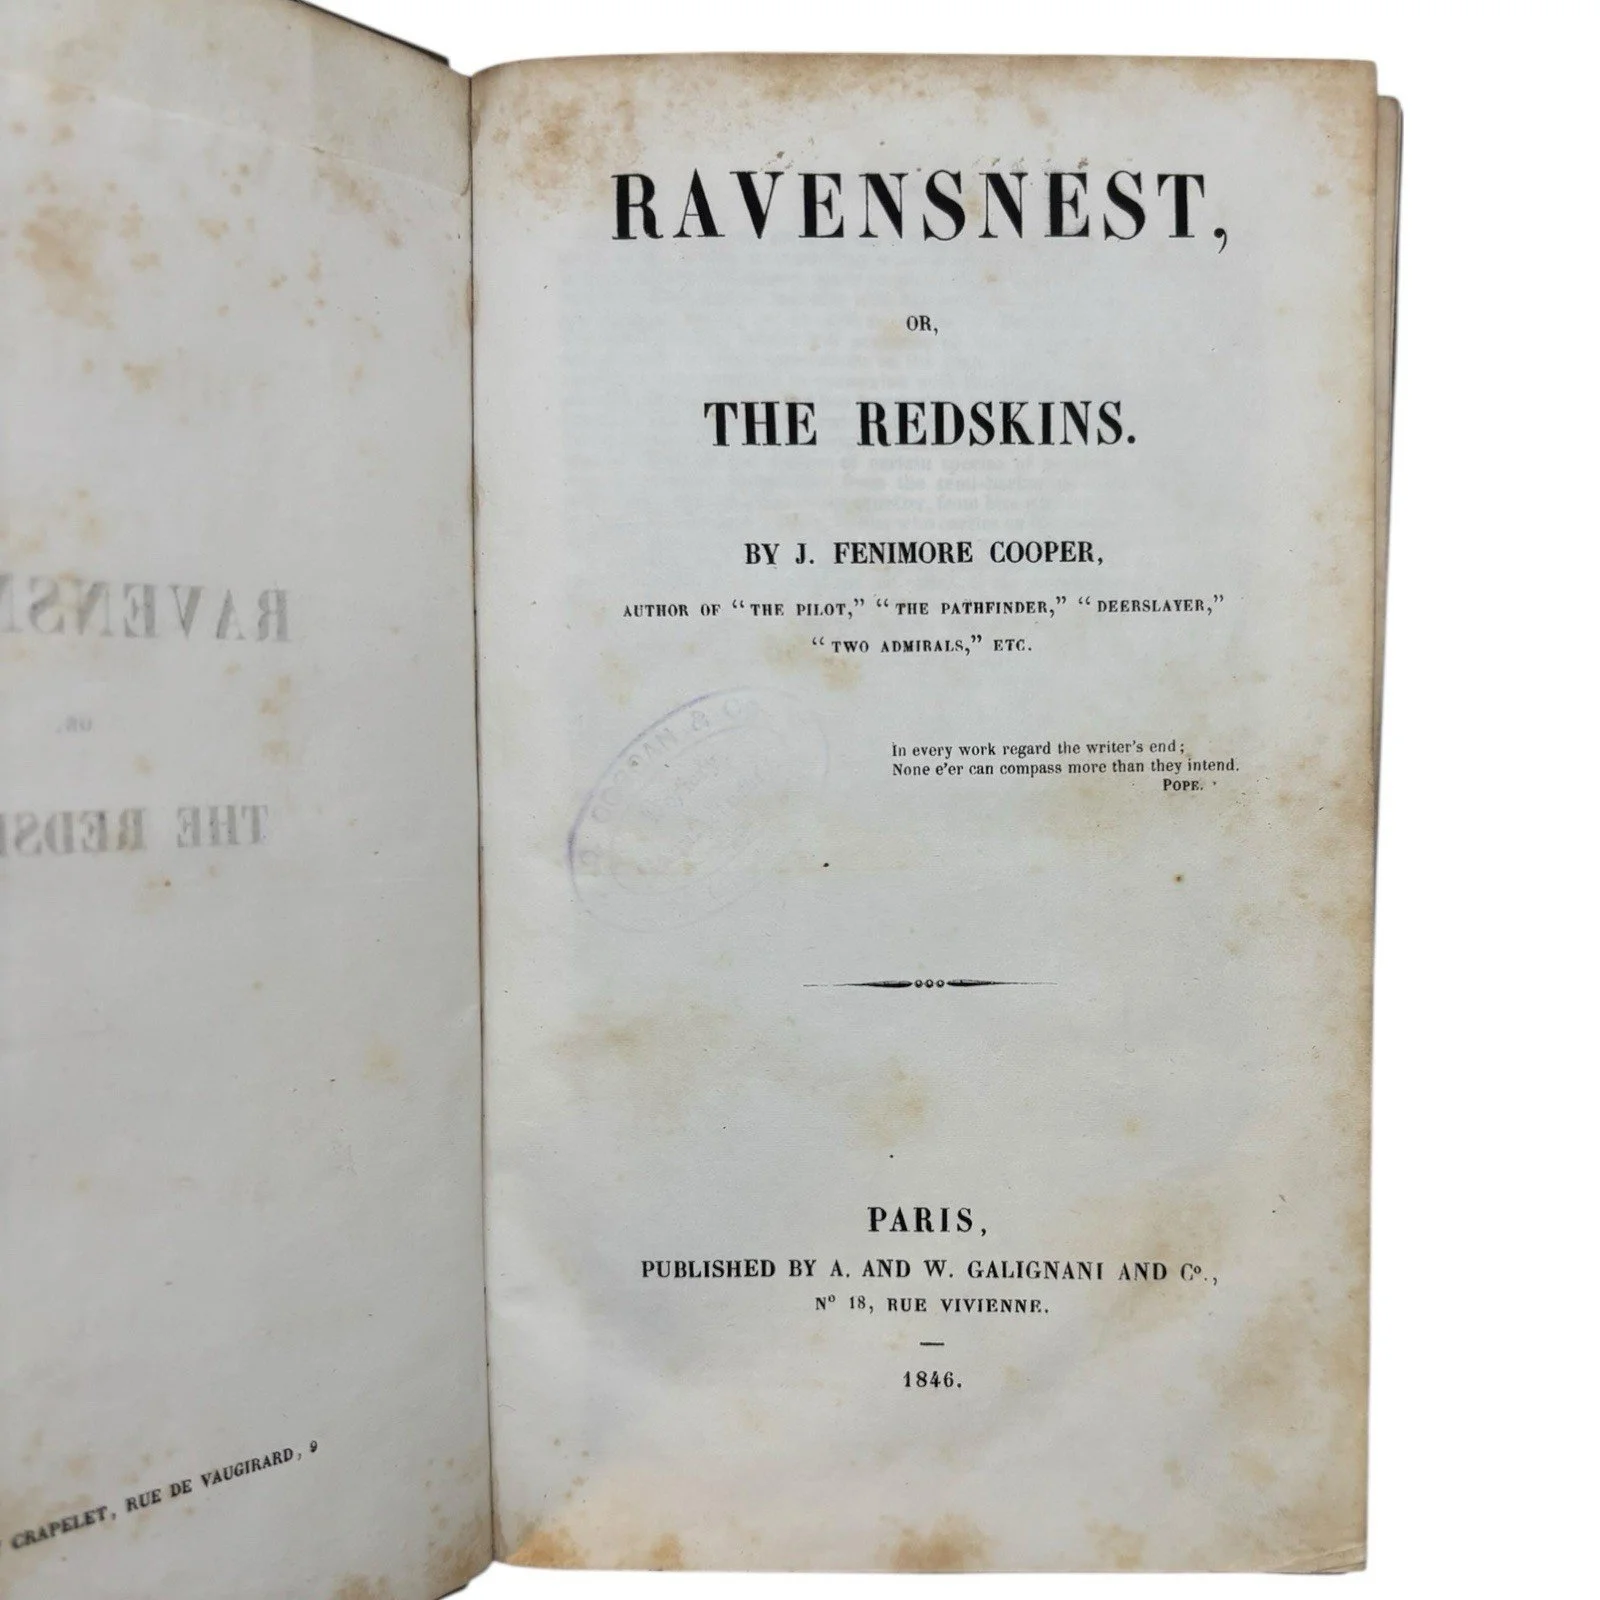 CRAPELET, RUE DE VAUGIRARD, 9
RAVENSNEST,
OR,
THE REDSKINS.
BY J. FENIMORE COOPER,
AUTHOR OF “THE PILOT,” “THE PATHFINDER,” “DEERSLAYER,”
“TWO ADMIRALS,” ETC.
In every work regard the writer's end;
None e'er can compass more than they intend.
POPE.
PARIS,
PUBLISHED BY A. AND W. GALIGNANI AND Cº.,
Nº 18, RUE VIVIENNE.
1846.